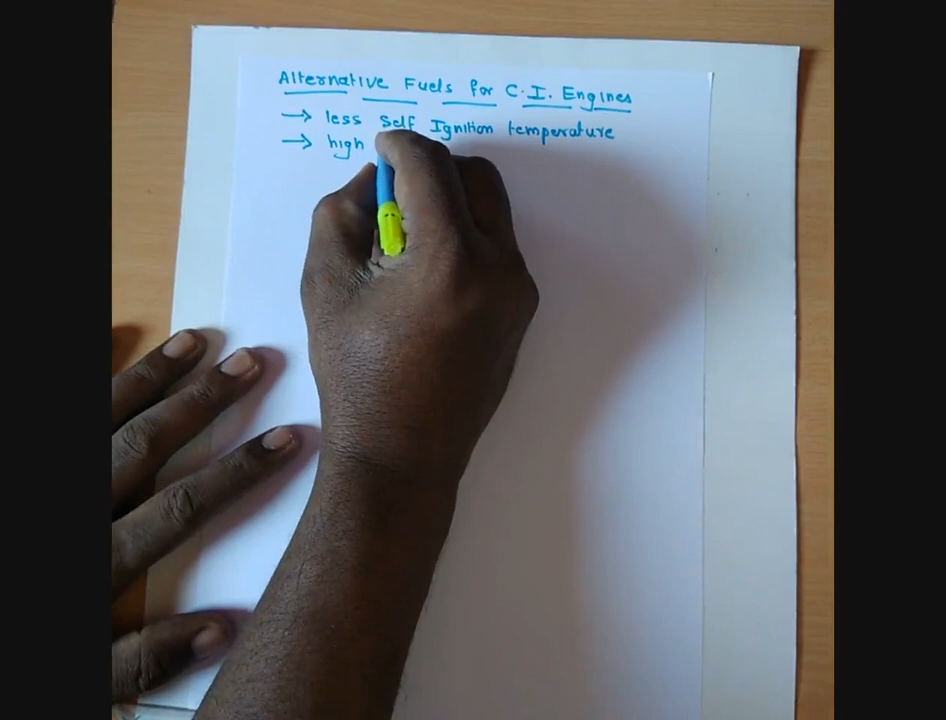 Alternative Fuels for C.I. Engines
→ less Self Ignition temperature
→ high